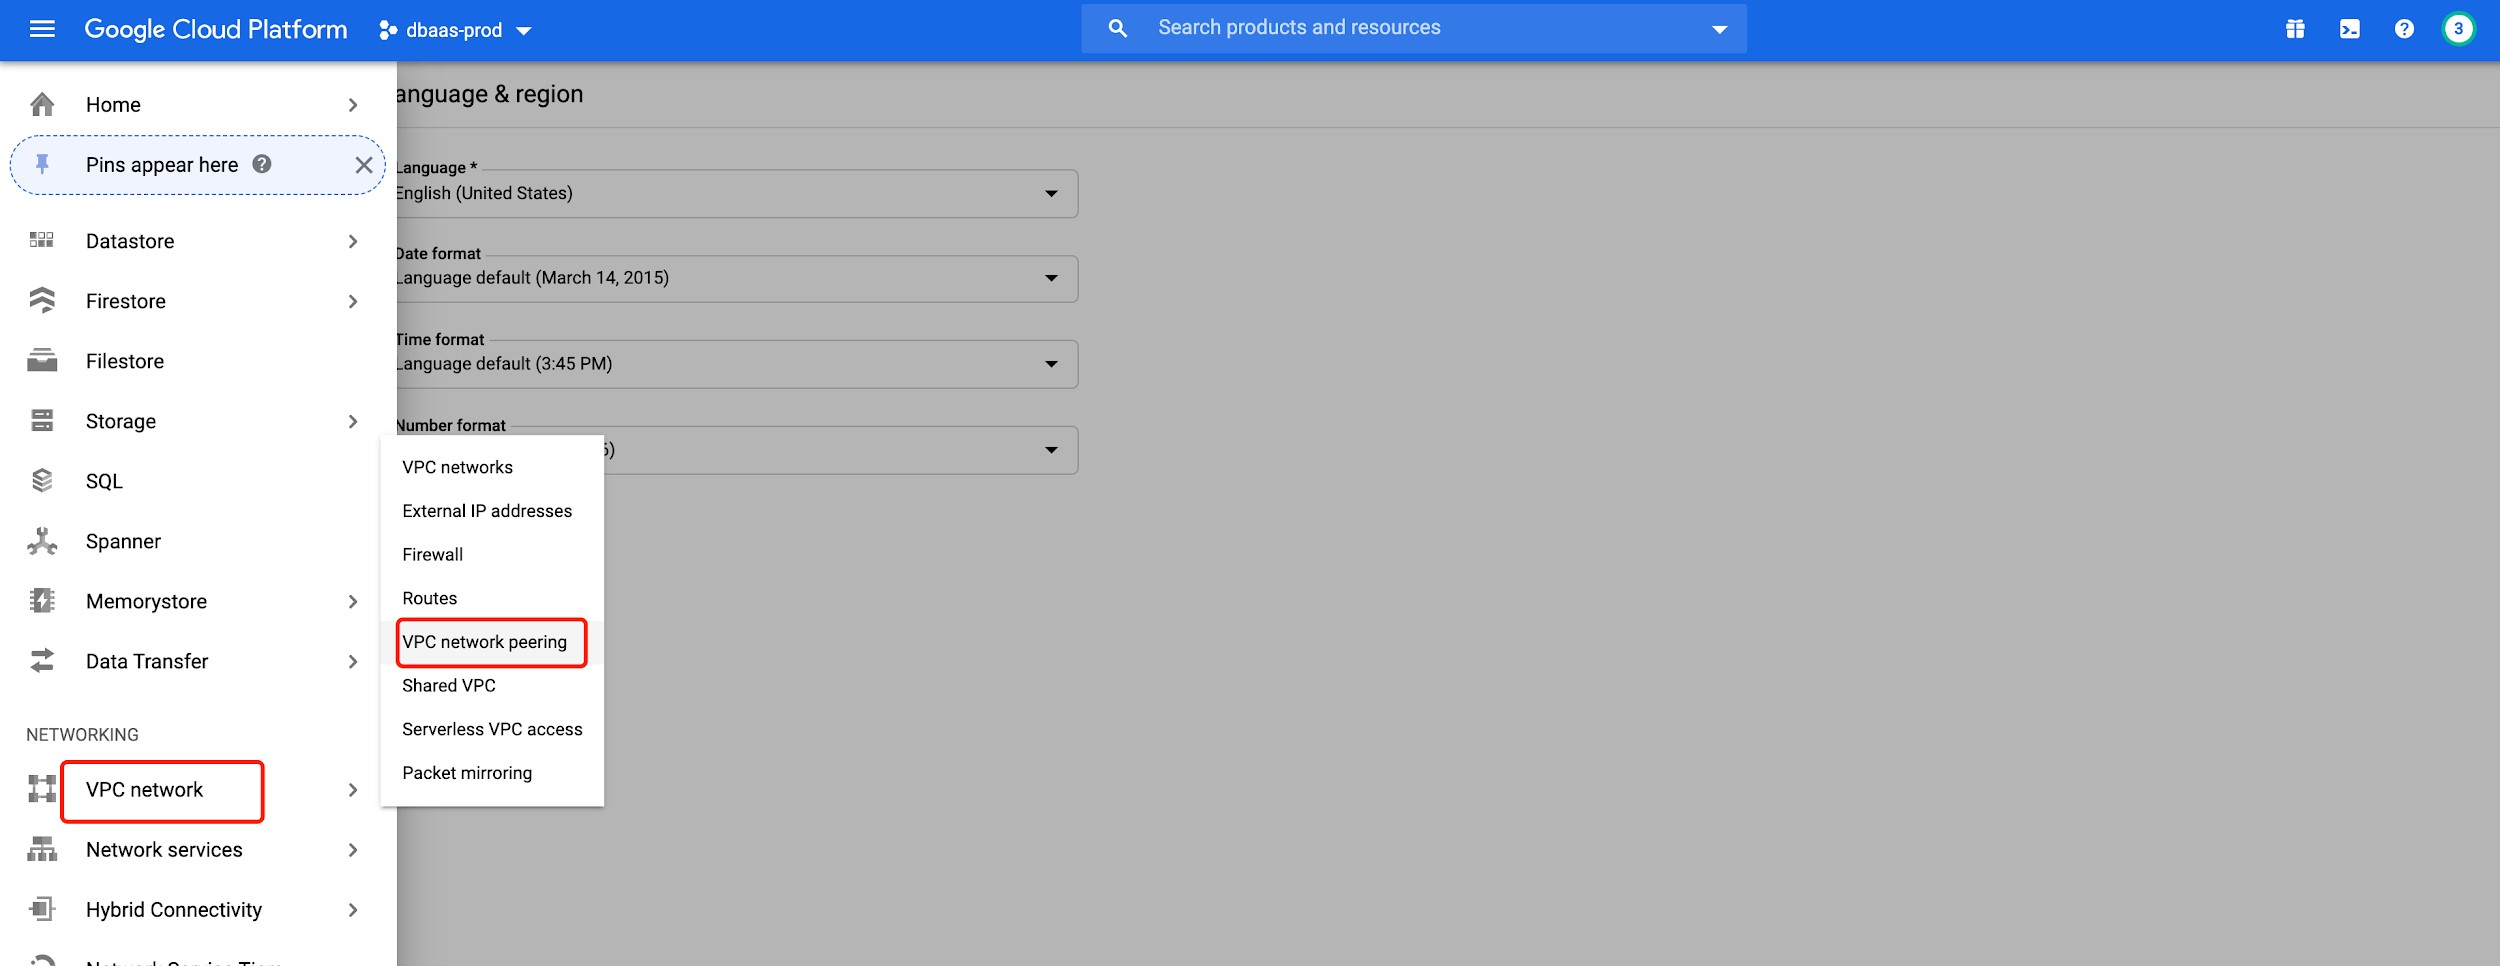 Google Cloud Platform
dbaas-prod
Search products and resources
3
Home
Pins appear here
Datastore
Firestore
Filestore
Storage
SQL
Spanner
Memorystore
Data Transfer
NETWORKING
VPC network
Network services
Hybrid Connectivity
VPC networks
External IP addresses
Firewall
Routes
VPC network peering
Shared VPC
Serverless VPC access
Packet mirroring
anguage & region
Language *
English (United States)
Date format
Language default (March 14, 2015)
Time format
Language default (3:45 PM)
Number format